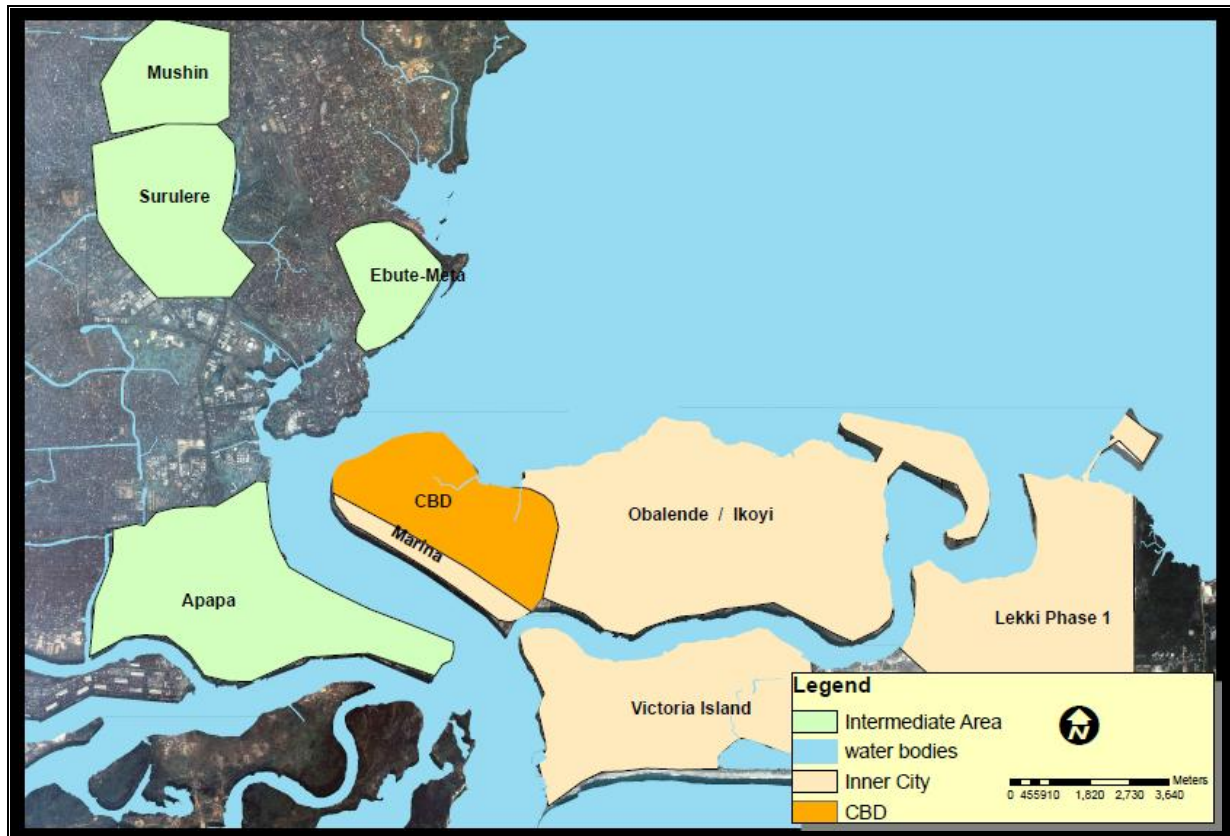 Mushin
Surulere
Ebute-Meta
CBD
Obalende / Ikoyi
Marina
Apapa
Lekki Phase 1
Victoria Island
Legend
Intermediate Area
water bodies
Inner City
CBD
N
Meters
0 455910 1,820 2,730 3,640